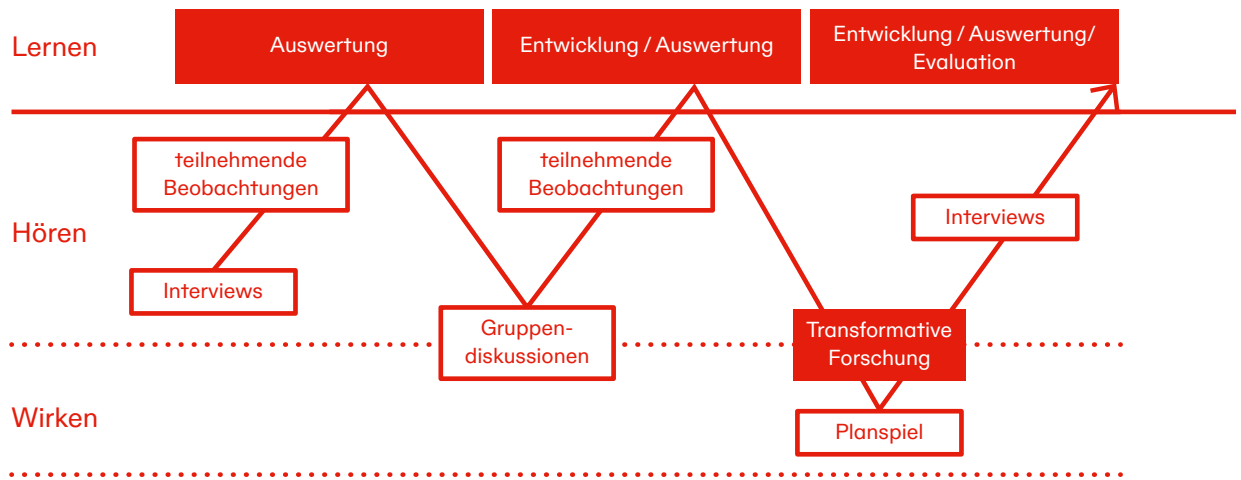 Lernen
Auswertung
Entwicklung / Auswertung
Entwicklung / Auswertung/
Evaluation
teilnehmende
Beobachtungen
teilnehmende
Beobachtungen
Hören
Interviews
Interviews
Gruppen-
diskussionen
Transformative
Forschung
Wirken
Planspiel